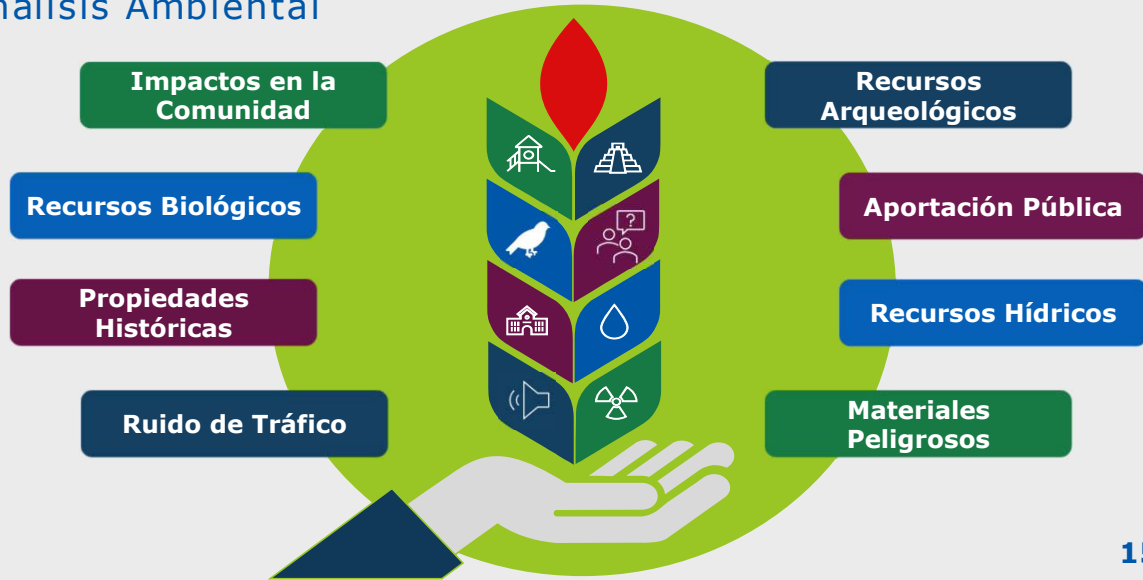 nálisis Ambiental
Impactos en la
Comunidad
Recursos Biológicos
Propiedades
Históricas
Ruido de Tráfico
?
Recursos
Arqueológicos
Aportación Pública
Recursos Hídricos
Materiales
Peligrosos
15